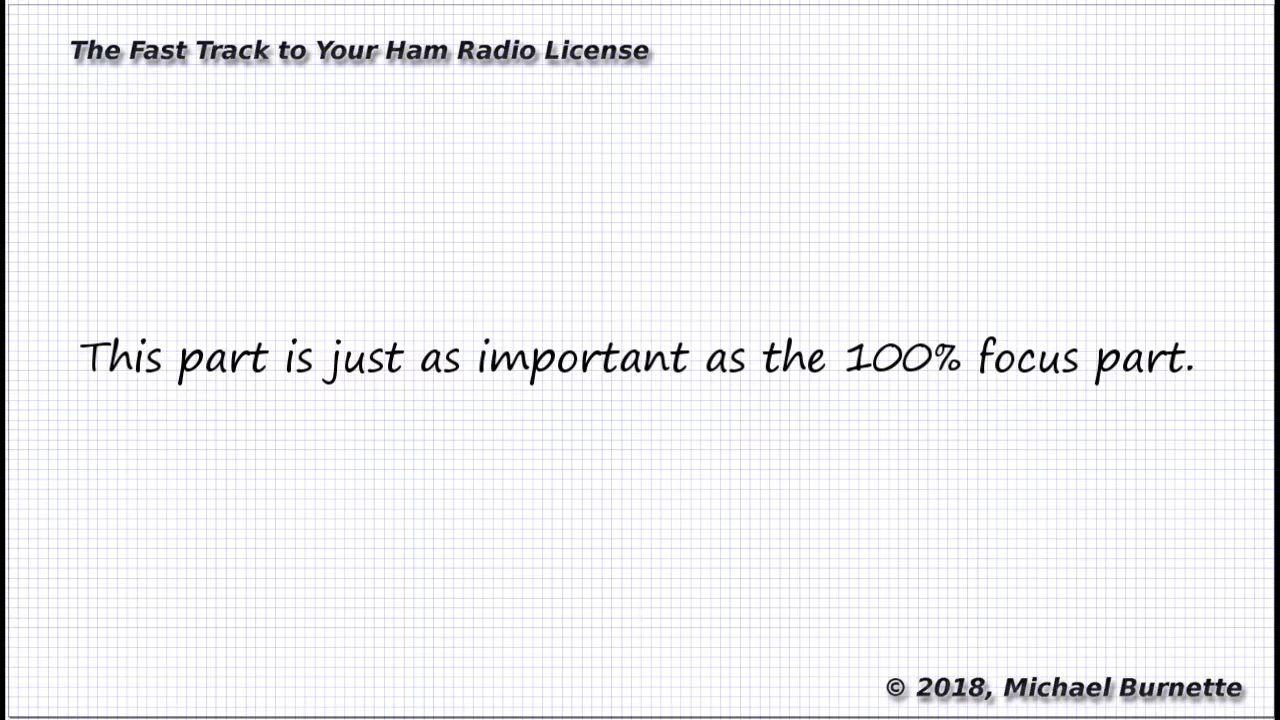 The Fast Track to Your Ham Radio License
This part is just as important as the 100% focus part.
© 2018, Michael Burnette